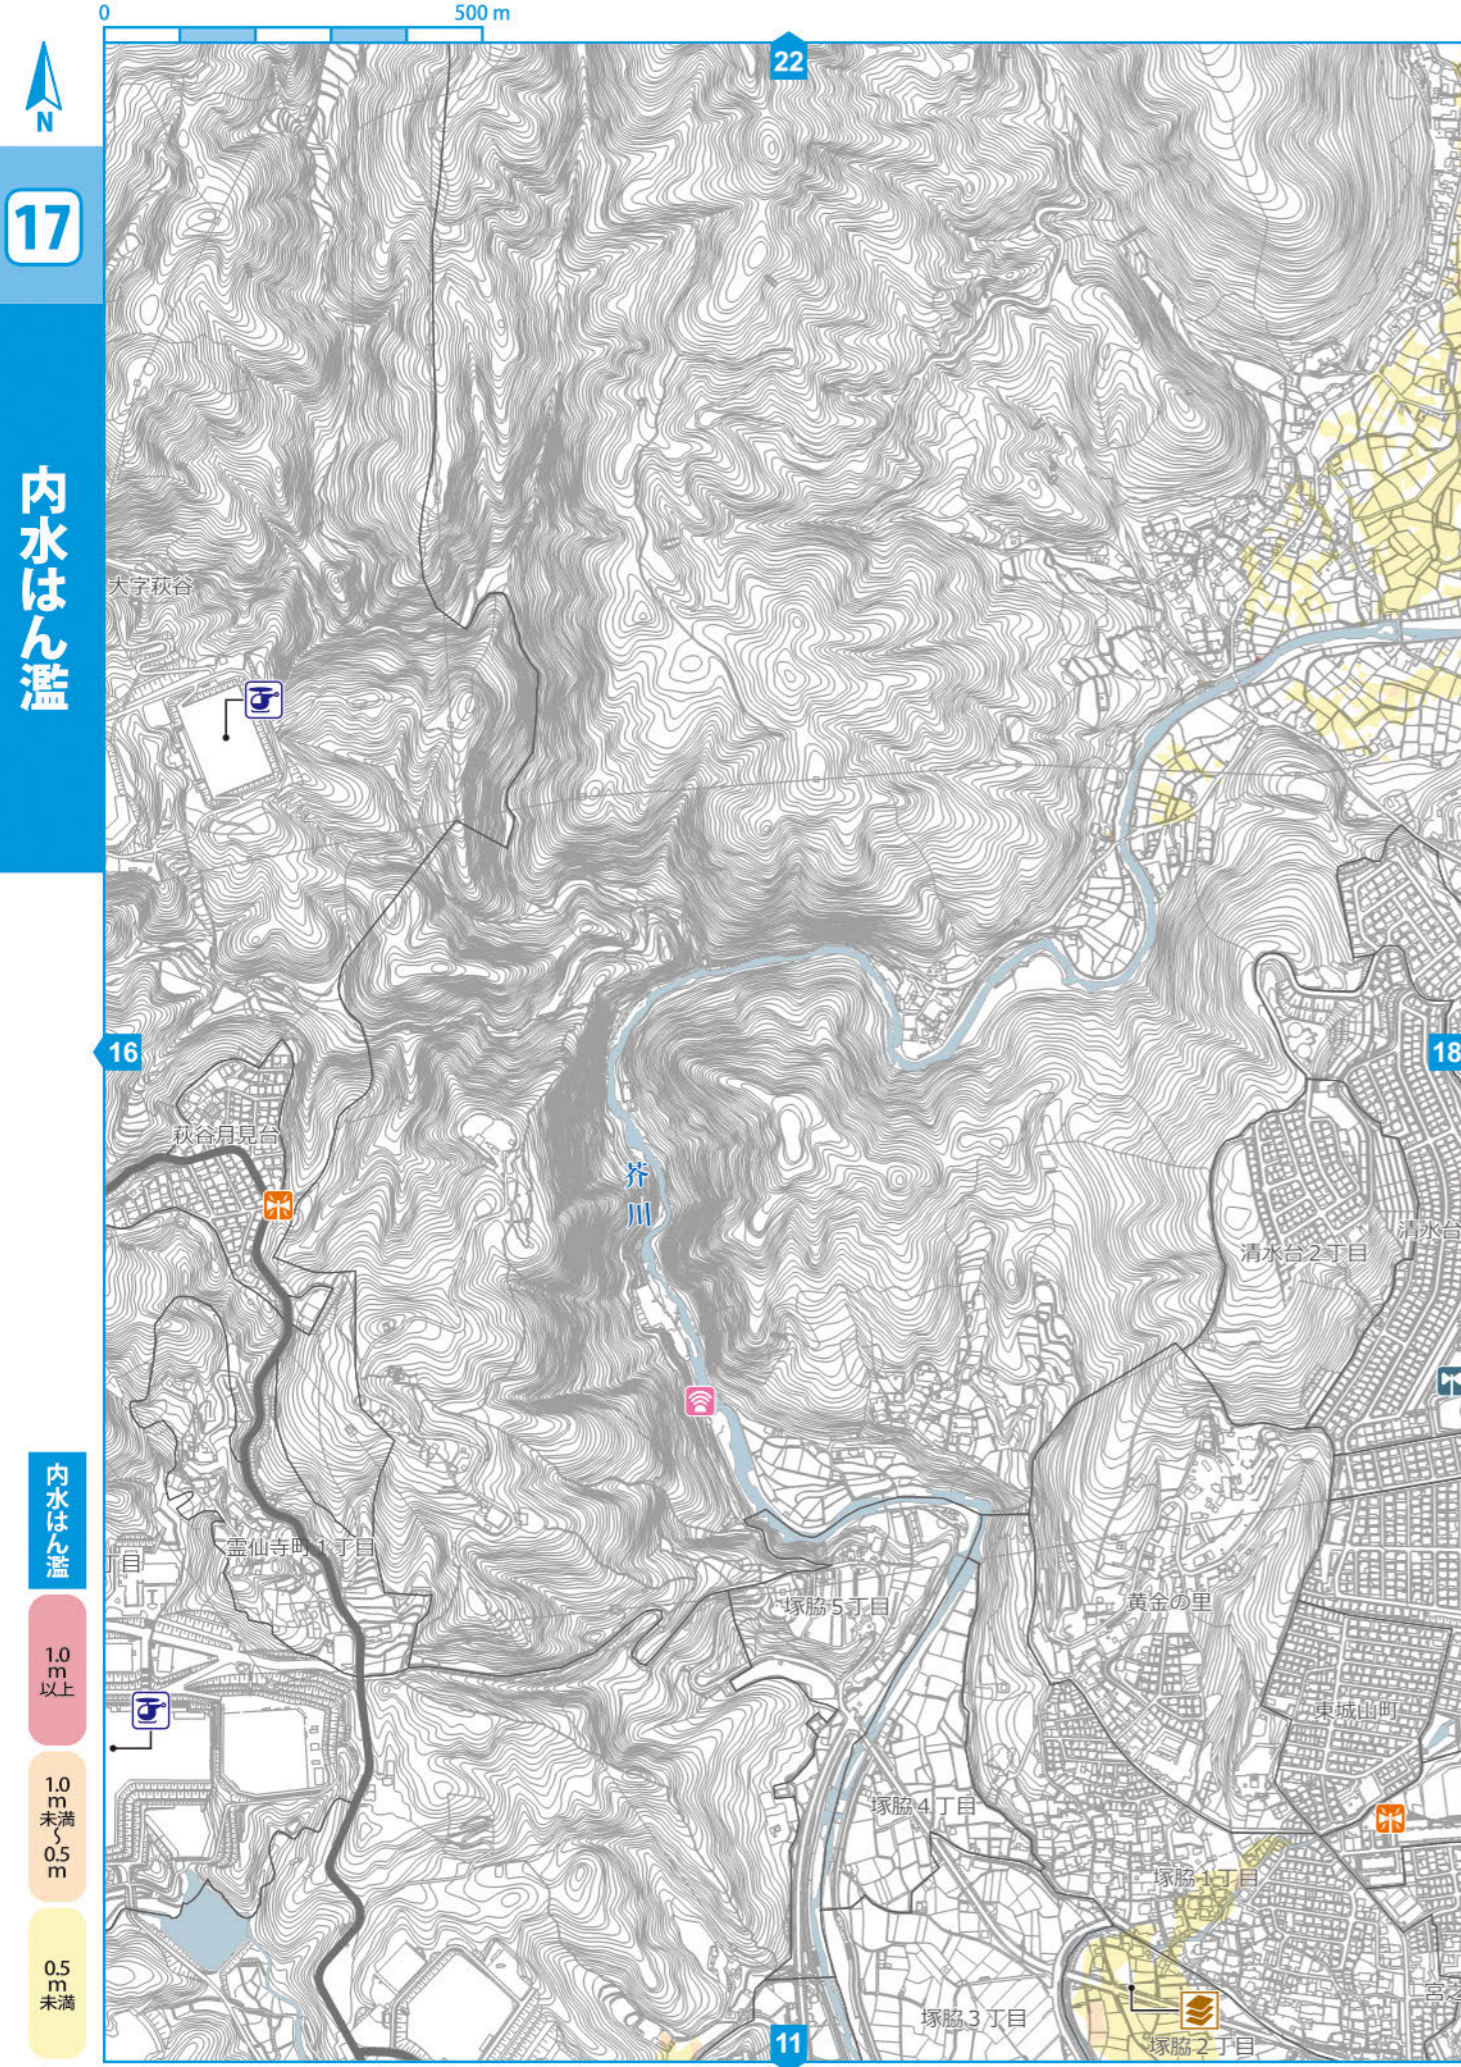 0
500 m
N
22
17
内水はん濫
大字萩谷
16
18
萩谷月見台
芥川
清水台２丁目
清水台
内水はん濫
霊仙寺町１丁目
丁目
塚脇５丁目
黄金の里
1.0
m
以上
東城山町
1.0
m
未満
〜
0.5
m
塚脇４丁目
塚脇１丁目
0.5
m
未満
宮之
塚脇３丁目
11
塚脇２丁目